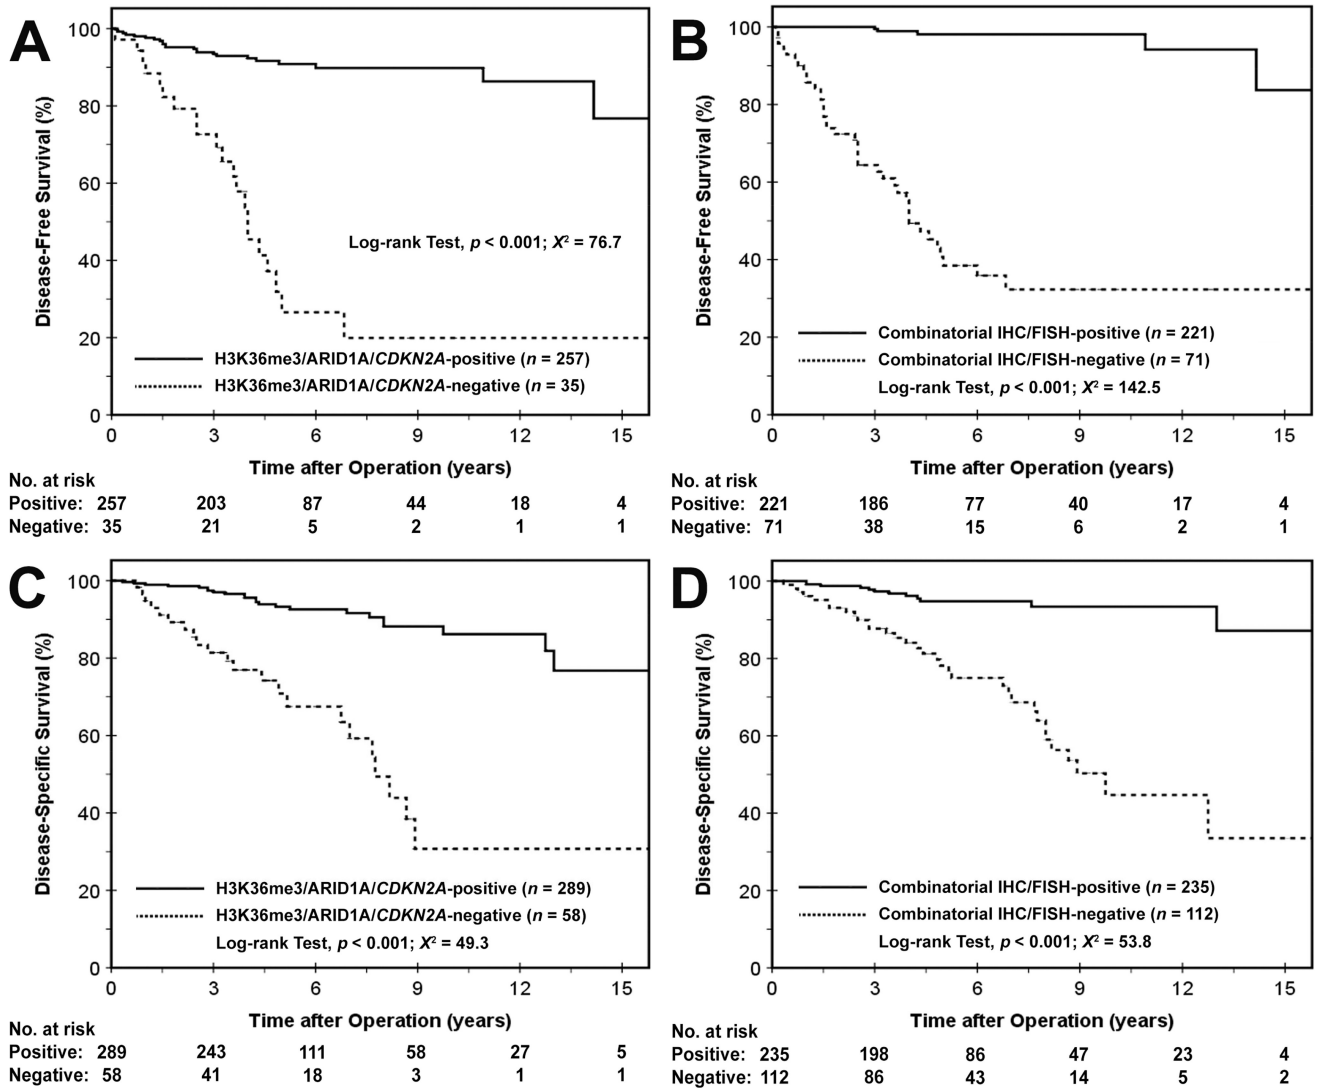 A
Disease-Free Survival (%)
100
80
60
40
20
0
Log-rank Test, p < 0.001; X² = 76.7
H3K36me3/ARID1A/CDKN2A-positive (n = 257)
H3K36me3/ARID1A/CDKN2A-negative (n = 35)
0 3 6 9 12 15
Time after Operation (years)
No. at risk
Positive: 257 203 87 44 18 4
Negative: 35 21 5 2 1 1
B
Disease-Free Survival (%)
100
80
60
40
20
0
Combinatorial IHC/FISH-positive (n = 221)
Combinatorial IHC/FISH-negative (n = 71)
Log-rank Test, p < 0.001; X² = 142.5
0 3 6 9 12 15
Time after Operation (years)
No. at risk
Positive: 221 186 77 40 17 4
Negative: 71 38 15 6 2 1
C
Disease-Specific Survival (%)
100
80
60
40
20
0
H3K36me3/ARID1A/CDKN2A-positive (n = 289)
H3K36me3/ARID1A/CDKN2A-negative (n = 58)
Log-rank Test, p < 0.001; X² = 49.3
0 3 6 9 12 15
Time after Operation (years)
No. at risk
Positive: 289 243 111 58 27 5
Negative: 58 41 18 3 1 1
D
Disease-Specific Survival (%)
100
80
60
40
20
0
Combinatorial IHC/FISH-positive (n = 235)
Combinatorial IHC/FISH-negative (n = 112)
Log-rank Test, p < 0.001; X² = 53.8
0 3 6 9 12 15
Time after Operation (years)
No. at risk
Positive: 235 198 86 47 23 4
Negative: 112 86 43 14 5 2